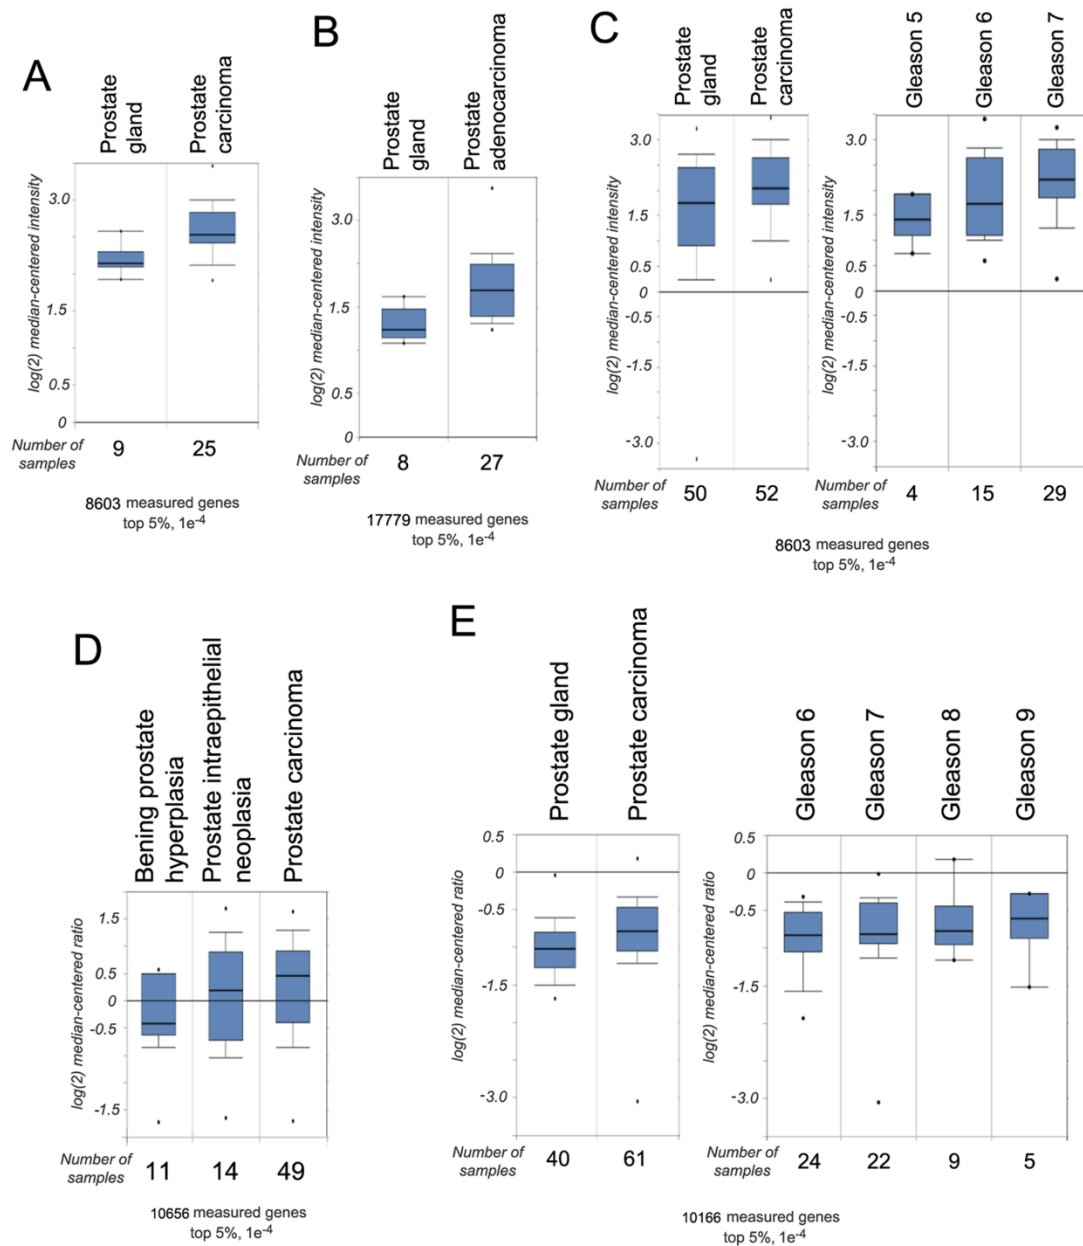 A
Prostate
gland
Prostate
carcinoma
log(2) median-centered intensity
3.0
1.5
0.5
0
Number of
samples
9
25
8603 measured genes
top 5%, 1e-4
B
Prostate
gland
Prostate
adenocarcinoma
log(2) median-centered intensity
3.0
1.5
0.5
0
Number of
samples
8
27
17779 measured genes
top 5%, 1e-4
C
Prostate
gland
Prostate
carcinoma
log(2) median-centered intensity
3.0
1.5
0.5
0
-0.5
-1.5
-3.0
Number of
samples
50
52
Gleason 5
Gleason 6
Gleason 7
log(2) median-centered intensity
3.0
1.5
0.5
0
-0.5
-1.5
-3.0
Number of
samples
4
15
29
8603 measured genes
top 5%, 1e-4
D
Bening prostate
hyperplasia
Prostate intraepithelial
neoplasia
Prostate carcinoma
log(2) median-centered ratio
1.5
0.5
0
-0.5
-1.5
Number of
samples
11
14
49
10656 measured genes
top 5%, 1e-4
E
Prostate gland
Prostate carcinoma
log(2) median-centered ratio
0.5
0
-0.5
-1.5
-3.0
Number of
samples
40
61
Gleason 6
Gleason 7
Gleason 8
Gleason 9
log(2) median-centered ratio
0.5
0
-0.5
-1.5
-3.0
Number of
samples
24
22
9
5
10166 measured genes
top 5%, 1e-4